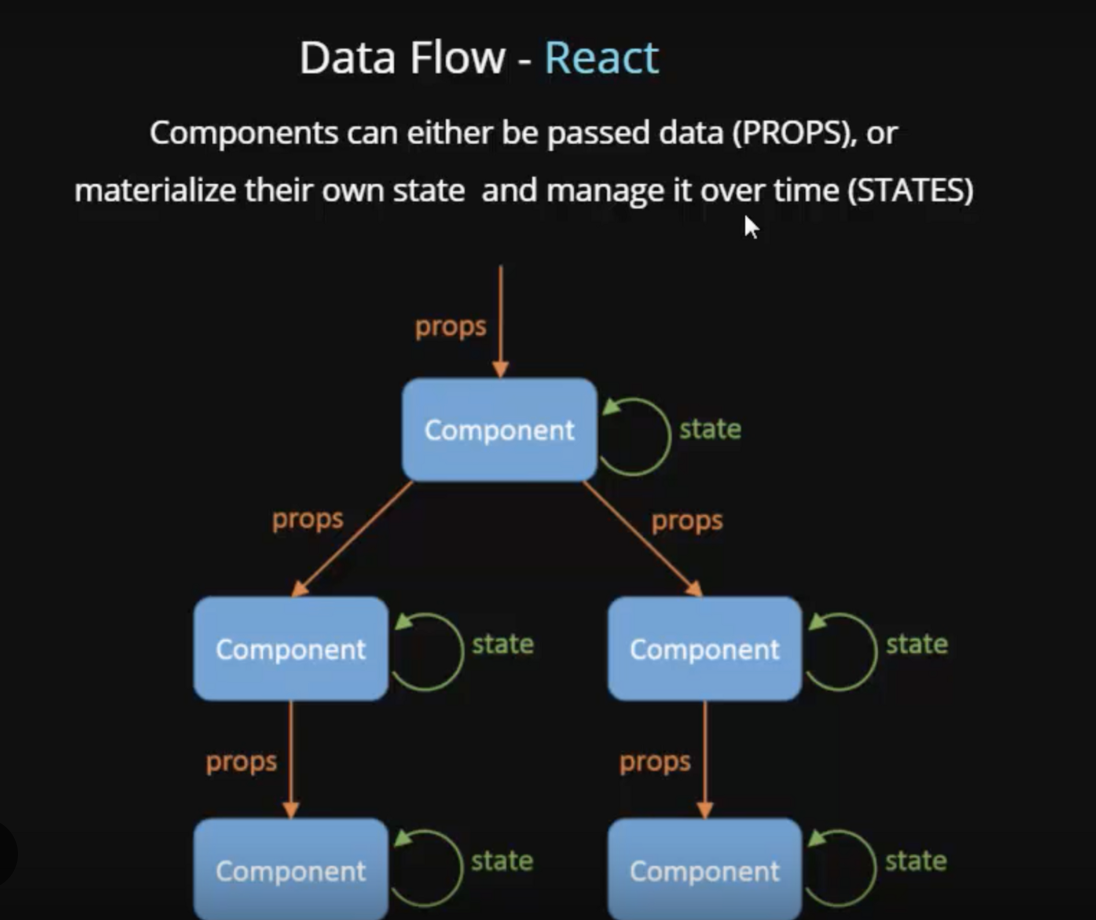 Data Flow - React
Components can either be passed data (PROPS), or
materialize their own state and manage it over time (STATES)
props
Component
state
props
props
Component
state
Component
state
props
props
Component
state
Component
state